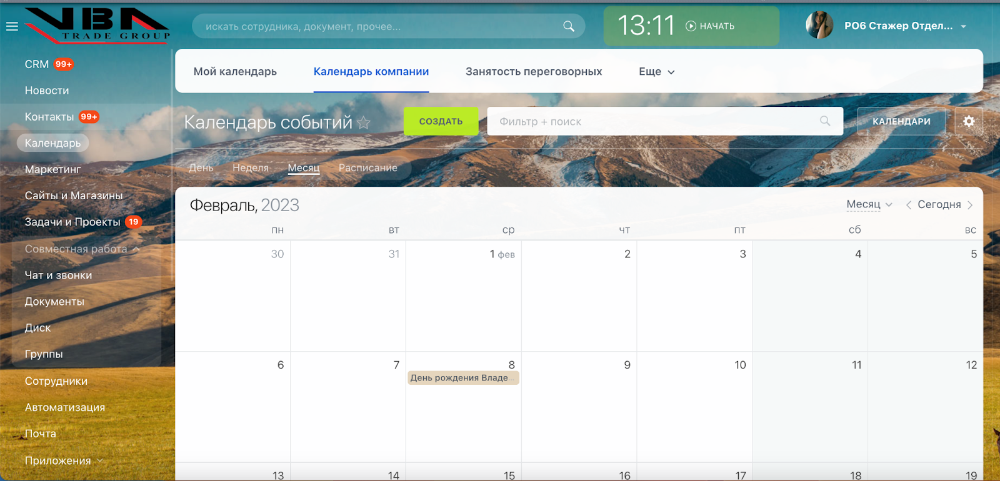 VBA
TRADE GROUP
искать сотрудника, документ, прочее...
13:11 НАЧАТЬ
РО6 Стажер Отдел...
CRM 99+
Новости
Контакты 99+
Календарь
Маркетинг
Сайты и Магазины
Задачи и Проекты 19
Совместная работа
Чат и звонки
Документы
Диск
Группы
Сотрудники
Автоматизация
Почта
Приложения
Мой календарь Календарь компании Занятость переговорных Еще
Календарь событий СОЗДАТЬ Фильтр + поиск КАЛЕНДАРИ
День Неделя Месяц Расписание
Февраль, 2023 Месяц Сегодня
ПН ВТ СР ЧТ ПТ СБ ВС
30 31 1 фев 2 3 4 5
6 7 8 9 10 11 12
День рождения Владе...
13 14 15 16 17 18 19